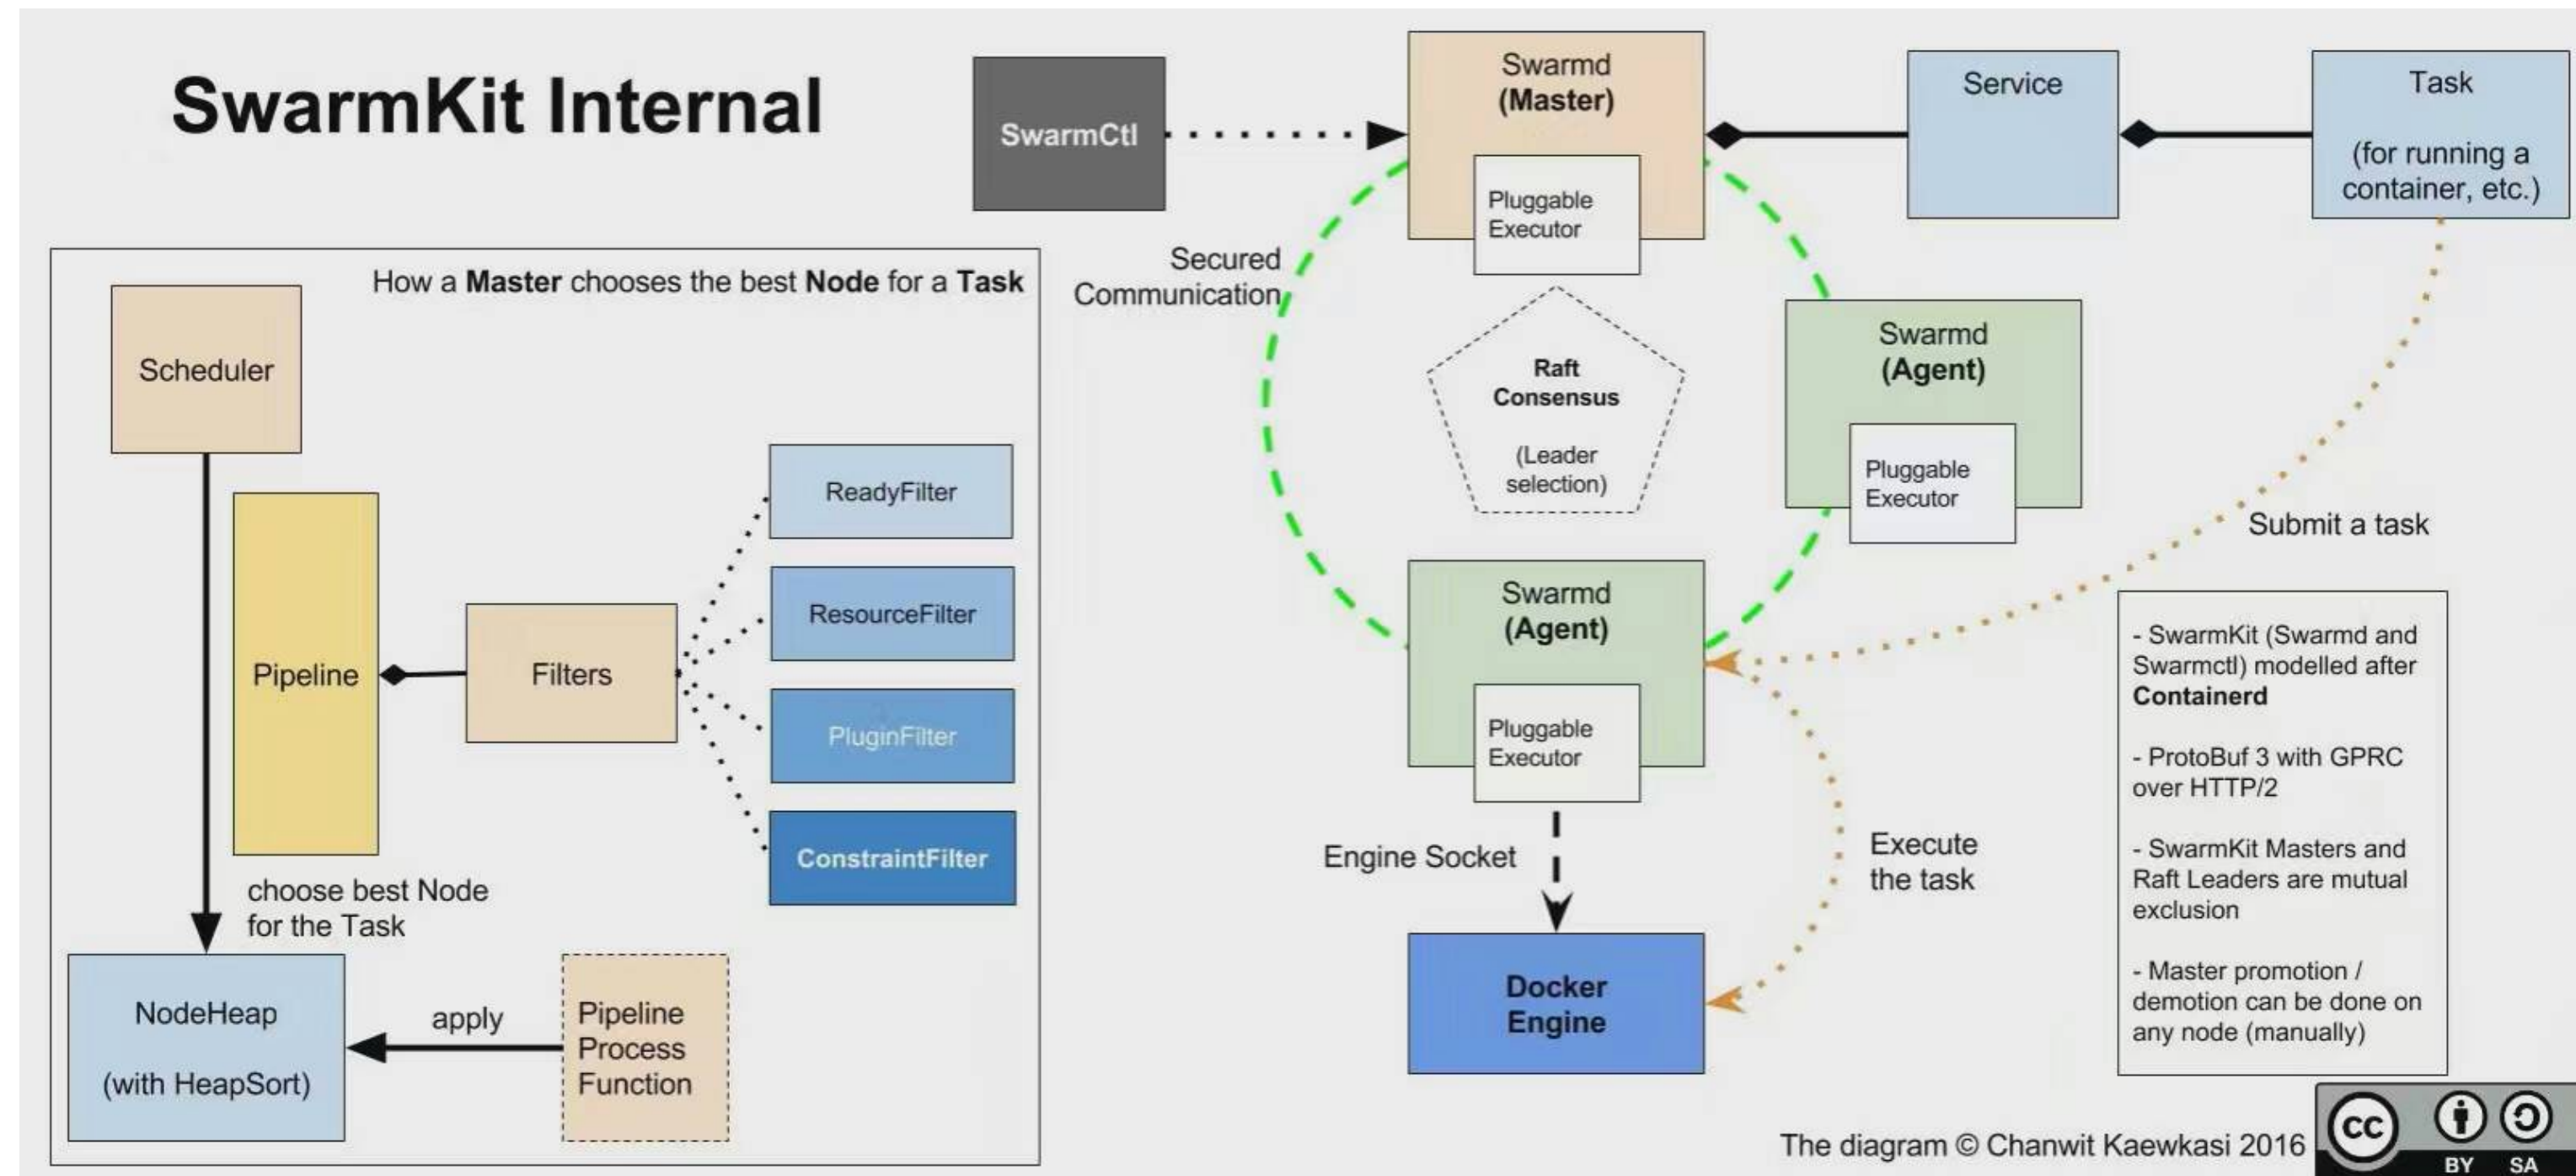 SwarmKit Internal
SwarmCtl
Swarmd
(Master)
Pluggable
Executor
Service
Task
(for running a
container, etc.)
Secured
Communication
How a Master chooses the best Node for a Task
Scheduler
Pipeline
Filters
ReadyFilter
ResourceFilter
PluginFilter
ConstraintFilter
choose best Node
for the Task
NodeHeap
(with HeapSort)
apply
Pipeline
Process
Function
Raft
Consensus
(Leader
selection)
Swarmd
(Agent)
Pluggable
Executor
Submit a task
Swarmd
(Agent)
Pluggable
Executor
Engine Socket
Execute
the task
Docker
Engine
- SwarmKit (Swarmd and
Swarmctl) modelled after
Containerd
- ProtoBuf 3 with GPRC
over HTTP/2
- SwarmKit Masters and
Raft Leaders are mutual
exclusion
- Master promotion /
demotion can be done on
any node (manually)
The diagram © Chanwit Kaewkasi 2016
CC
BY SA